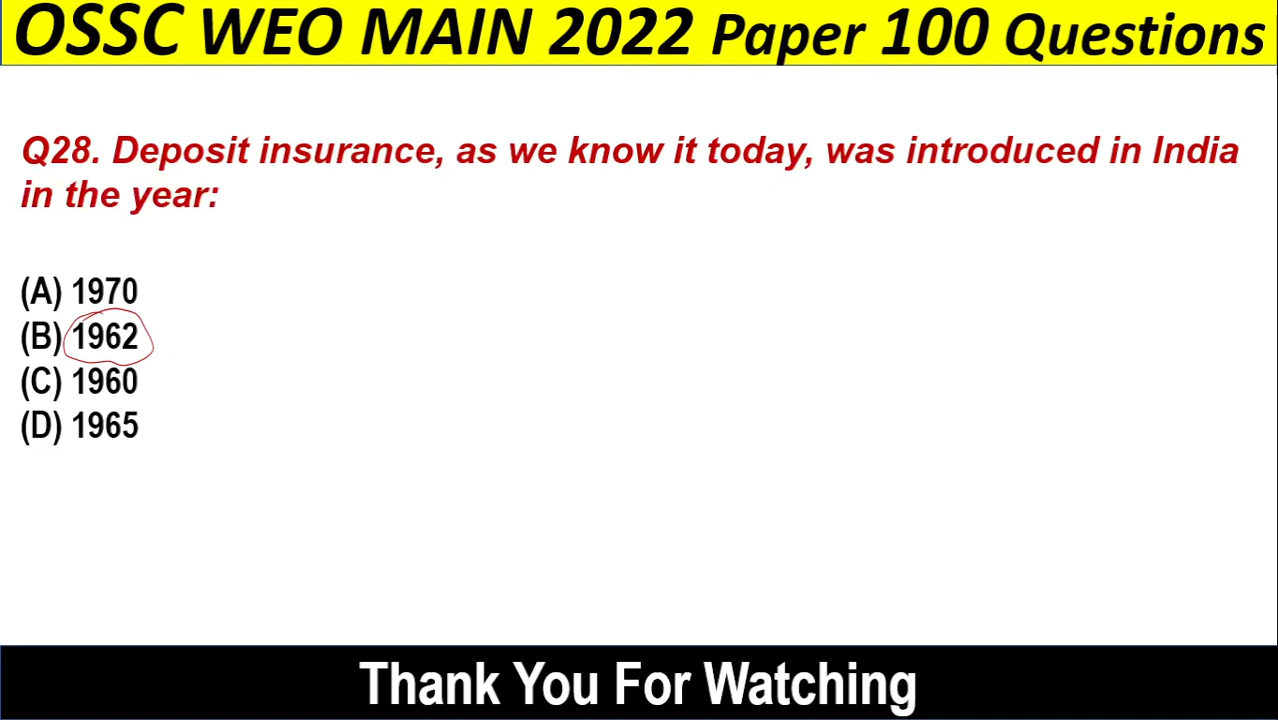 OSSC WEO MAIN 2022 Paper 100 Questions
Q28. Deposit insurance, as we know it today, was introduced in India
in the year:
(A) 1970
(B) 1962
(C) 1960
(D) 1965
Thank You For Watching